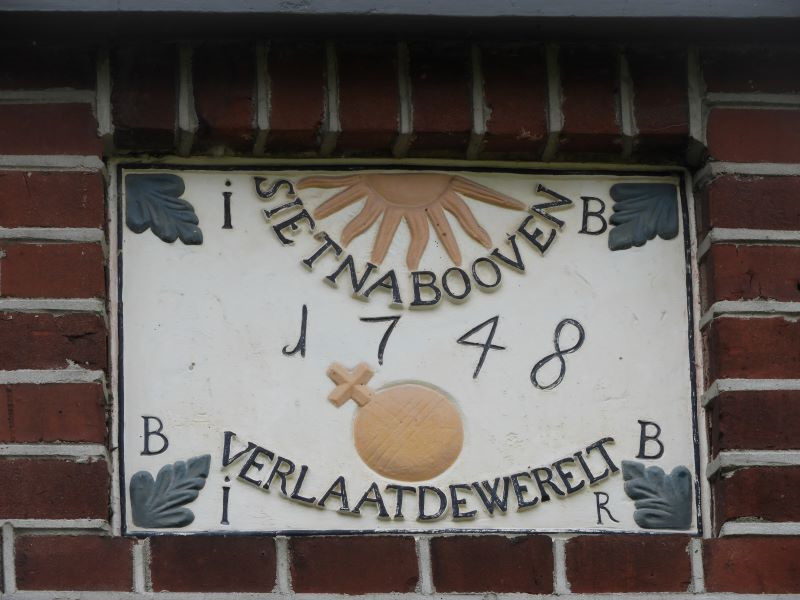 i B
SIETNABOOVEN
1748
B B
VERLAATDEWERELT
i R